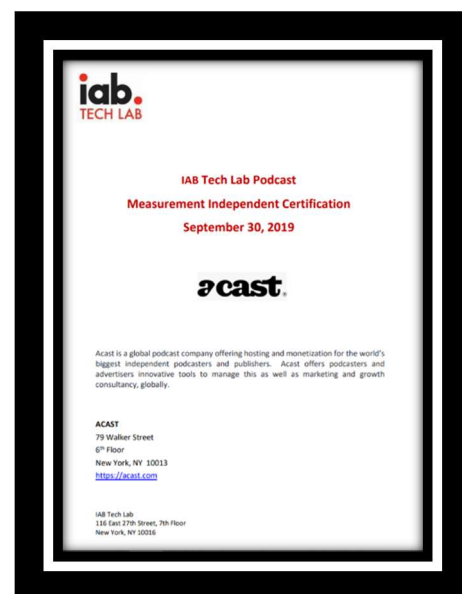 iab.
TECH LAB
IAB Tech Lab Podcast
Measurement Independent Certification
September 30, 2019
acast.
Acast is a global podcast company offering hosting and monetization for the world's
biggest independent podcasters and publishers. Acast offers podcasters and
advertisers innovative tools to manage this as well as marketing and growth
consultancy, globally.
ACAST
79 Walker Street
6th Floor
New York, NY 10013
https://acast.com
IAB Tech Lab
116 East 27th Street, 7th Floor
New York, NY 10016